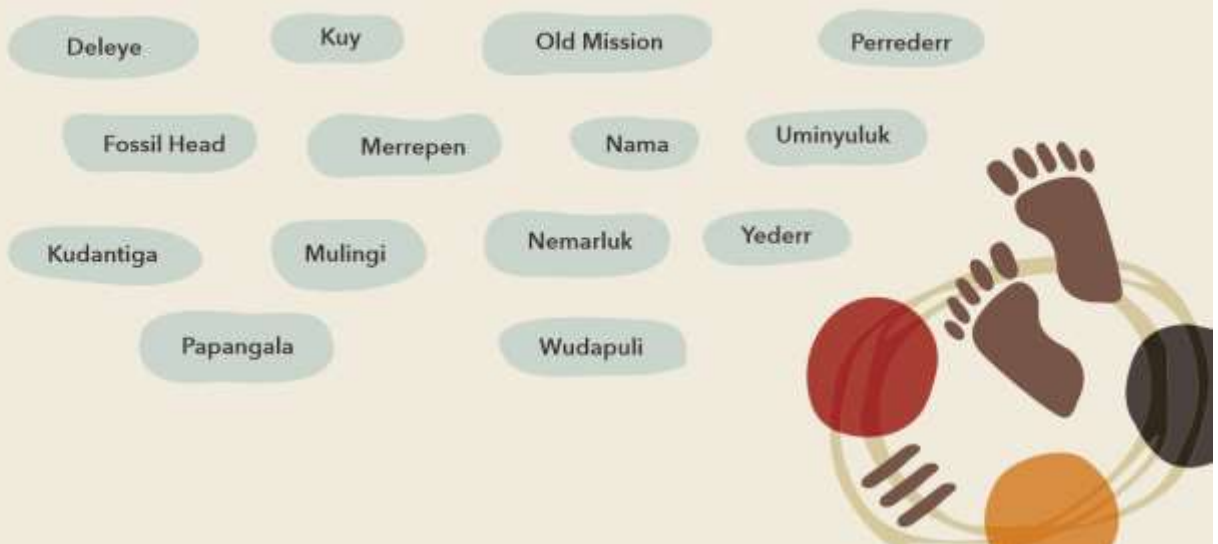 Deleye
Kuy
Old Mission
Perrederr
Fossil Head
Merrepen
Nama
Uminyuluk
Kudantiga
Mulingi
Nemarluk
Yederr
Papangala
Wudapuli